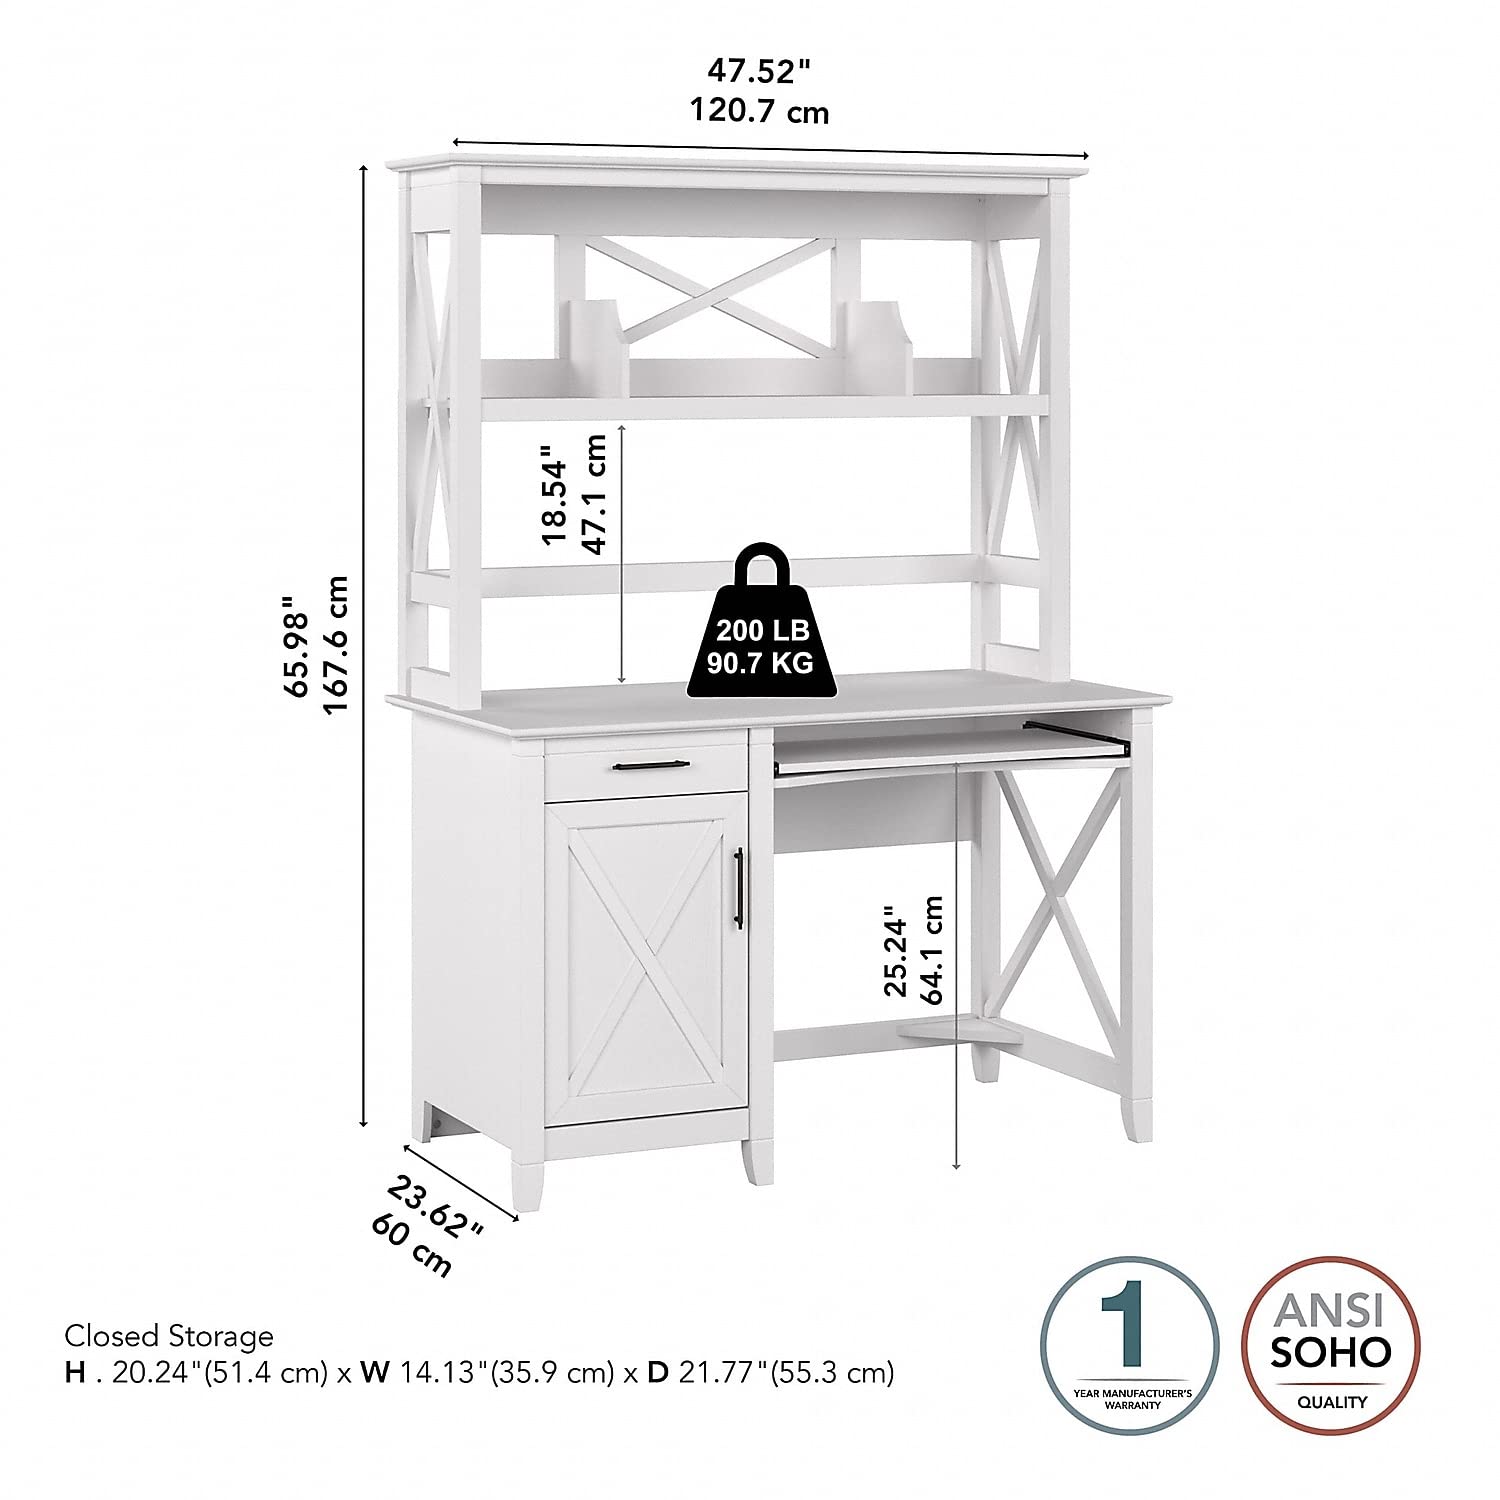 47.52"
120.7 cm
65.98"
167.6 cm
18.54"
47.1 cm
200 LB
90.7 KG
25.24"
64.1 cm
23.62"
60 cm
Closed Storage
H . 20.24"(51.4 cm) x W 14.13"(35.9 cm) x D 21.77"(55.3 cm)
1
YEAR MANUFACTURER'S
WARRANTY
ANSI
SOHO
QUALITY